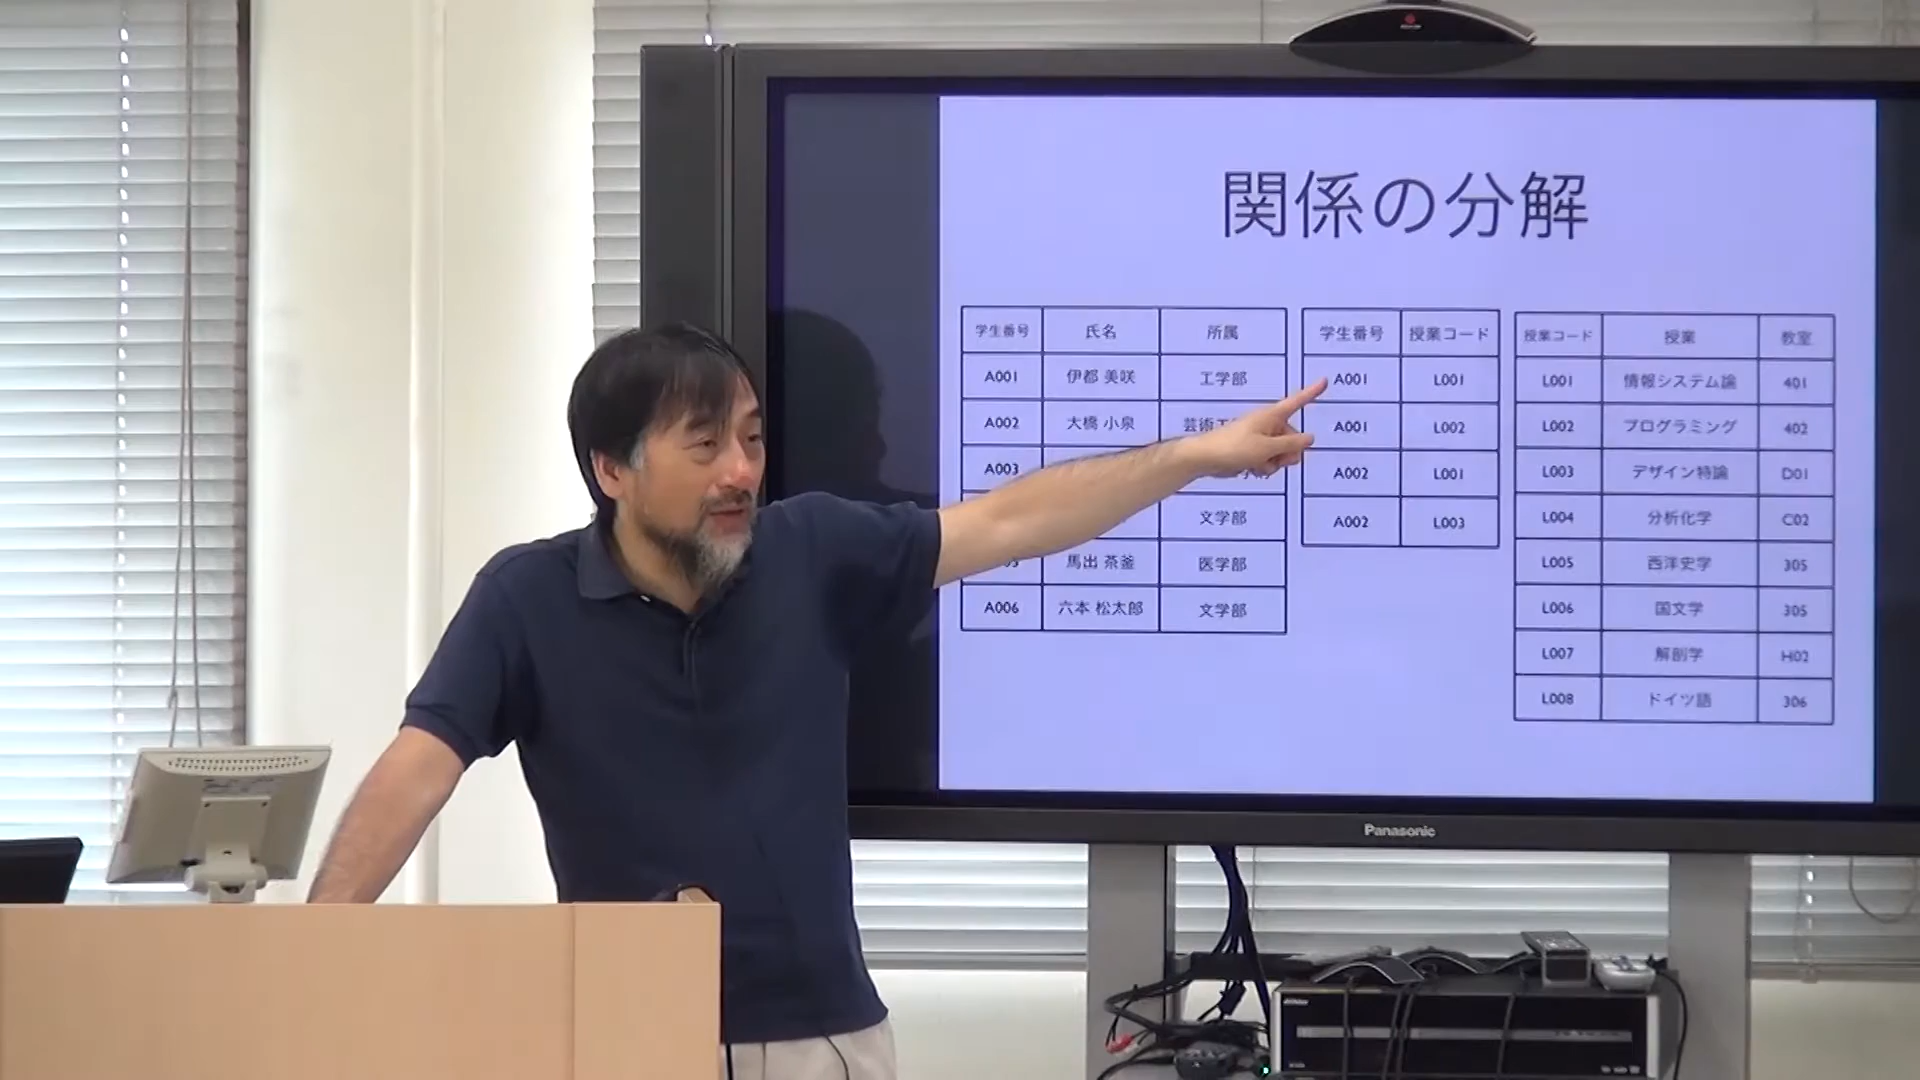 関係の分解
学生番号 氏名 所属
A001 伊都 美咲 工学部
A002 大橋 小泉 芸術工
A003
文学部
馬出 茶釜 医学部
A006 六本 松太郎 文学部
学生番号 授業コード
A001 L001
A001 L002
A002 L001
A002 L003
授業コード 授業 教室
L001 情報システム論 401
L002 プログラミング 402
L003 デザイン特論 D01
L004 分析化学 C02
L005 西洋史学 305
L006 国文学 305
L007 解剖学 H02
L008 ドイツ語 306
Panasonic